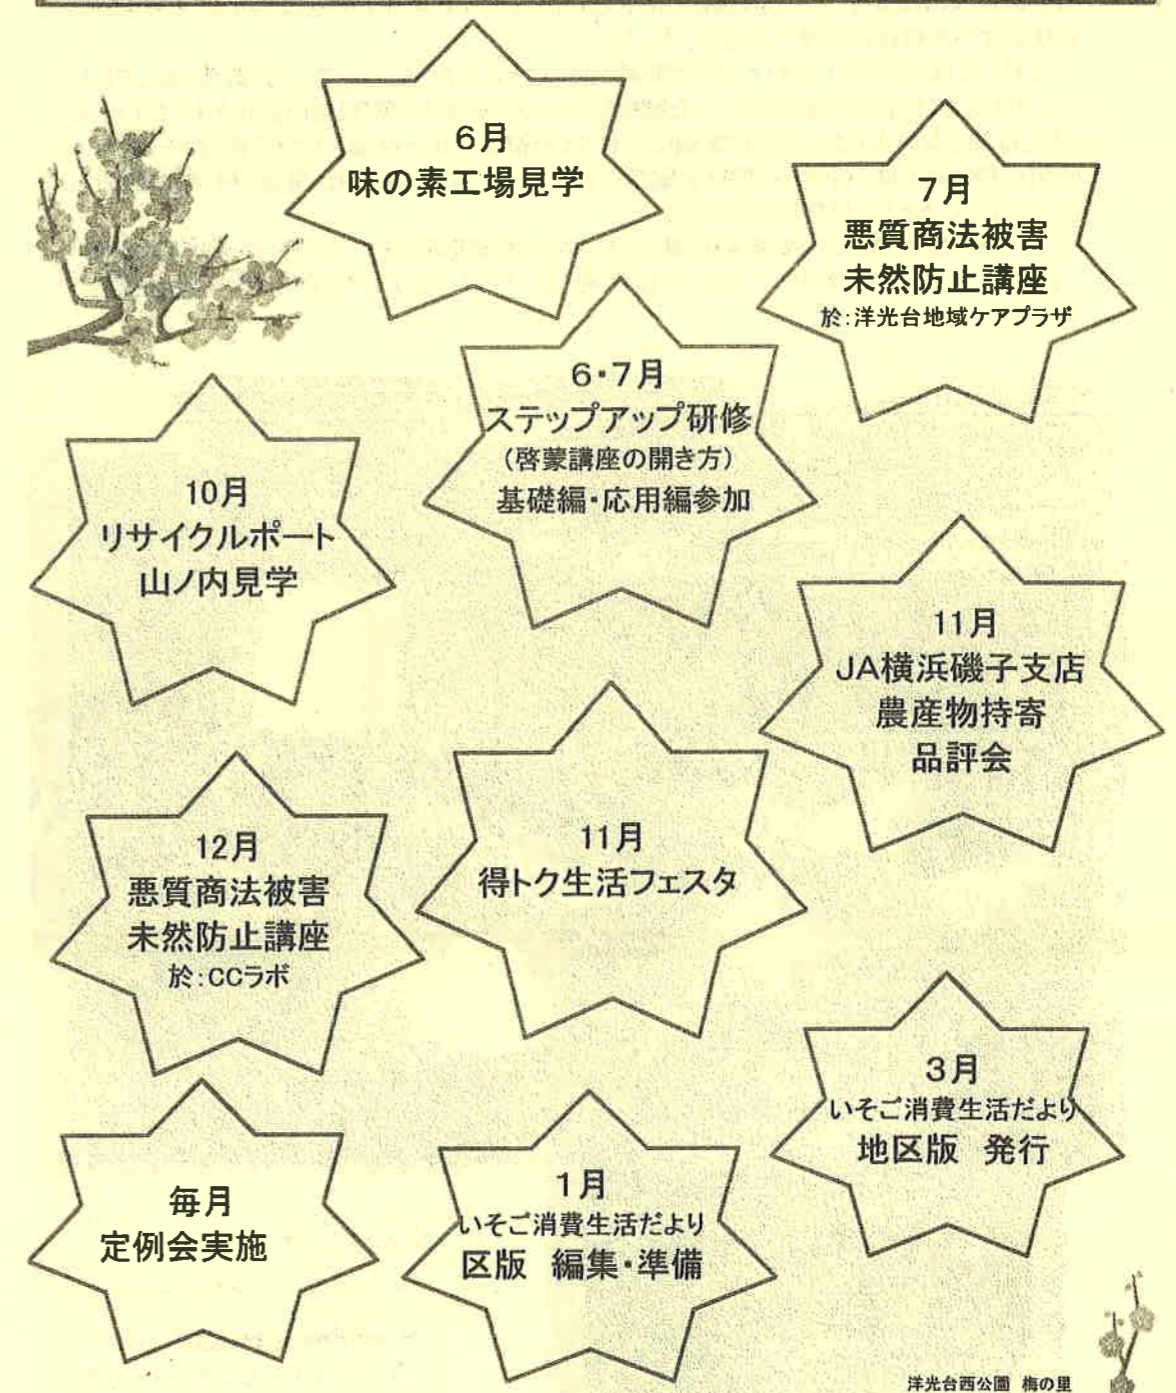 6月
味の素工場見学
7月
悪質商法被害
未然防止講座
於:洋光台地域ケアプラザ
6・7月
ステップアップ研修
(啓蒙講座の開き方)
基礎編・応用編参加
10月
リサイクルポート
山ノ内見学
11月
JA横浜磯子支店
農産物持寄
品評会
11月
得トク生活フェスタ
12月
悪質商法被害
未然防止講座
於:CCラボ
3月
いそご消費生活だより
地区版 発行
毎月
定例会実施
1月
いそご消費生活だより
区版 編集・準備
洋光台西公園 梅の里